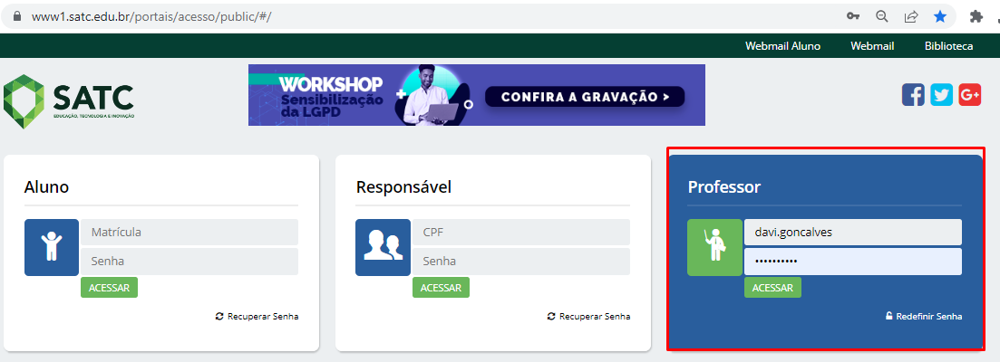 www1.satc.edu.br/portais/acesso/public/#/
Webmail Aluno Webmail Biblioteca
SATC
EDUCAÇÃO, TECNOLOGIA E INOVAÇÃO
WORKSHOP
Sensibilização
da LGPD
CONFIRA A GRAVAÇÃO >
Aluno
Matrícula
Senha
ACESSAR
Recuperar Senha
Responsável
CPF
Senha
ACESSAR
Recuperar Senha
Professor
davi.goncalves
••••••••••
ACESSAR
Redefinir Senha